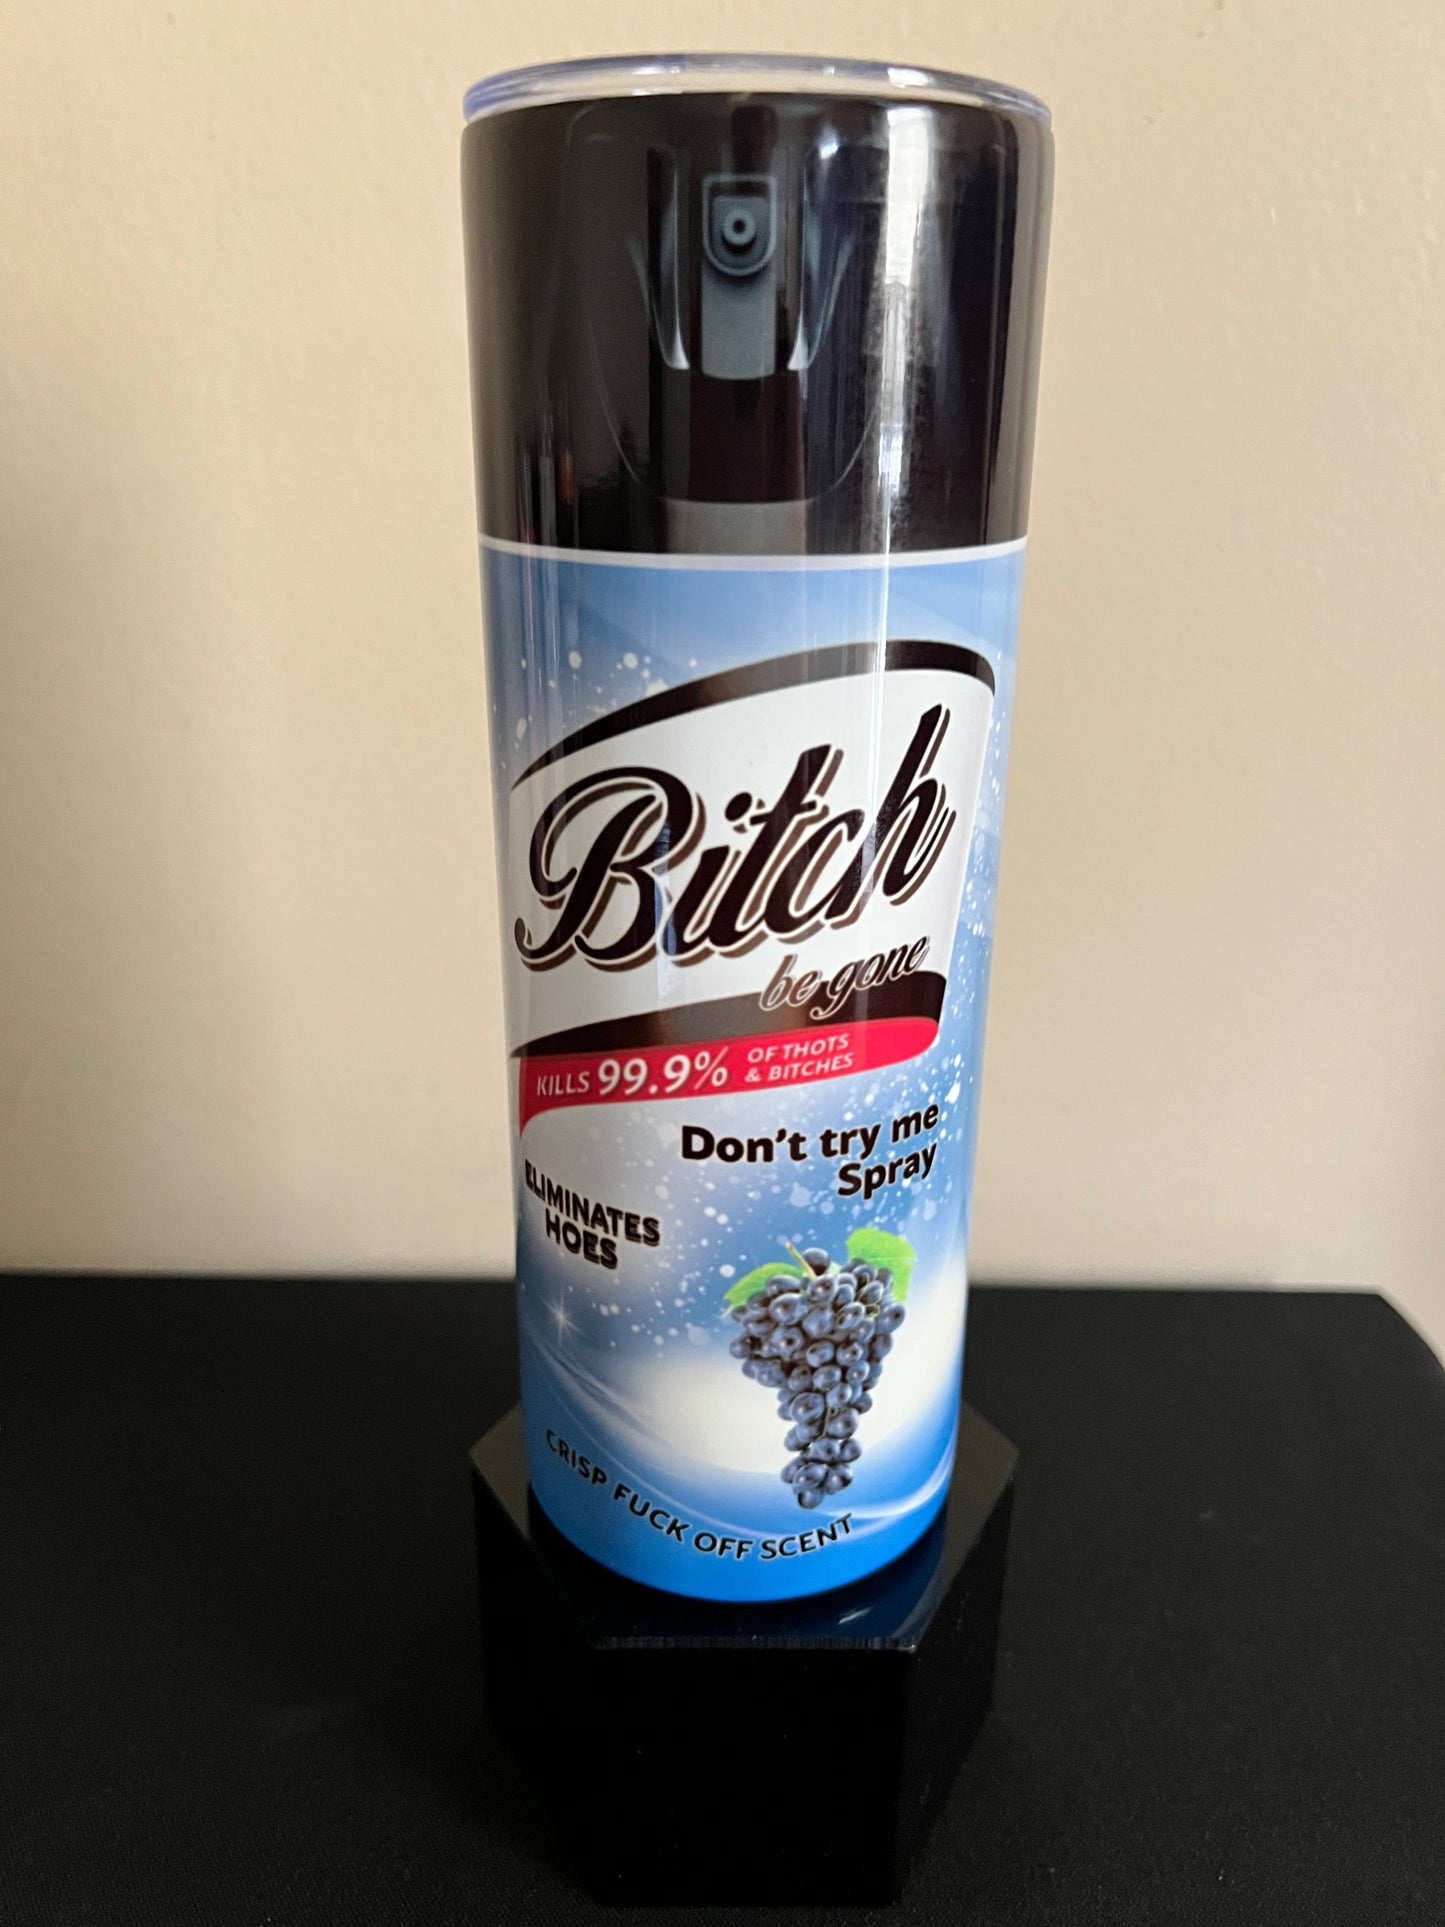 Bitch
be gone
KILLS 99.9% OF THOTS
& BITCHES
Don't try me
Spray
ELIMINATES
HOES
CRISP FUCK OFF SCENT